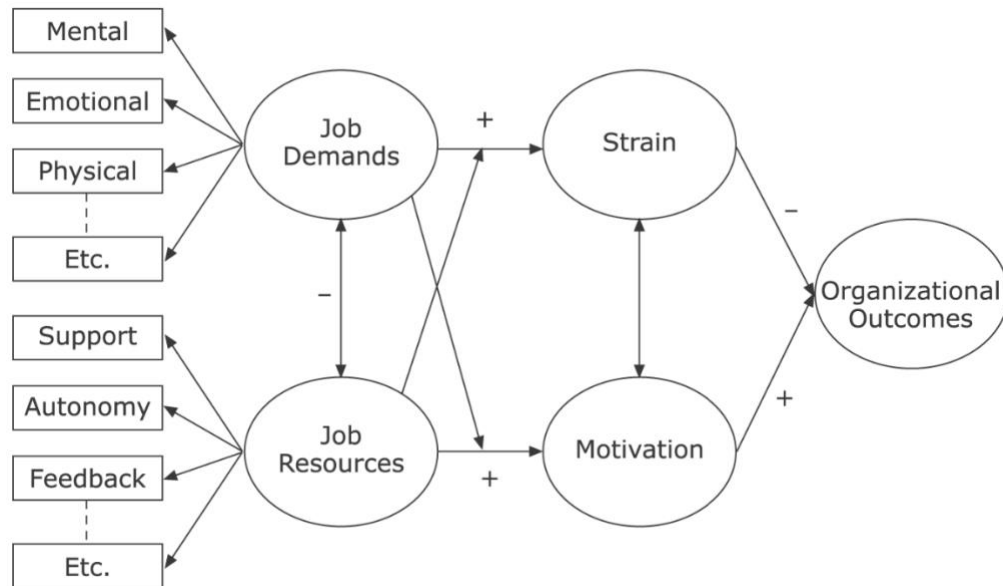 Mental
Emotional
Physical
Etc.
Support
Autonomy
Feedback
Etc.
Job
Demands
Job
Resources
+
–
+
Strain
Motivation
–
+
Organizational
Outcomes